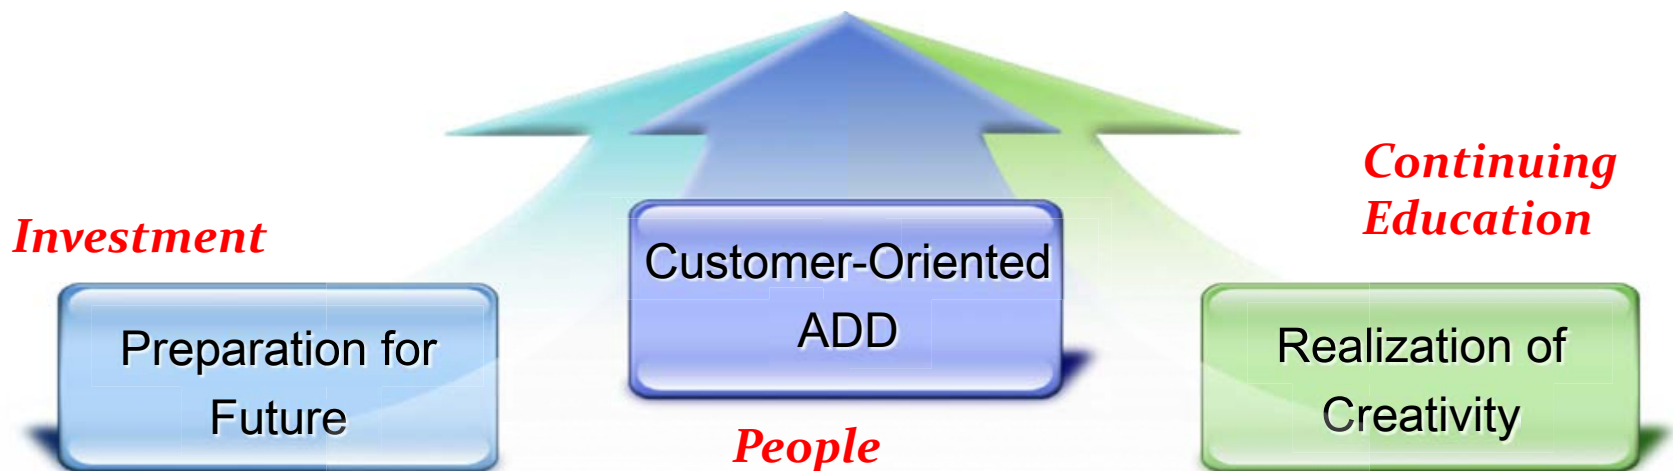 Investment
Preparation for
Future
Customer-Oriented
ADD
People
Continuing
Education
Realization of
Creativity